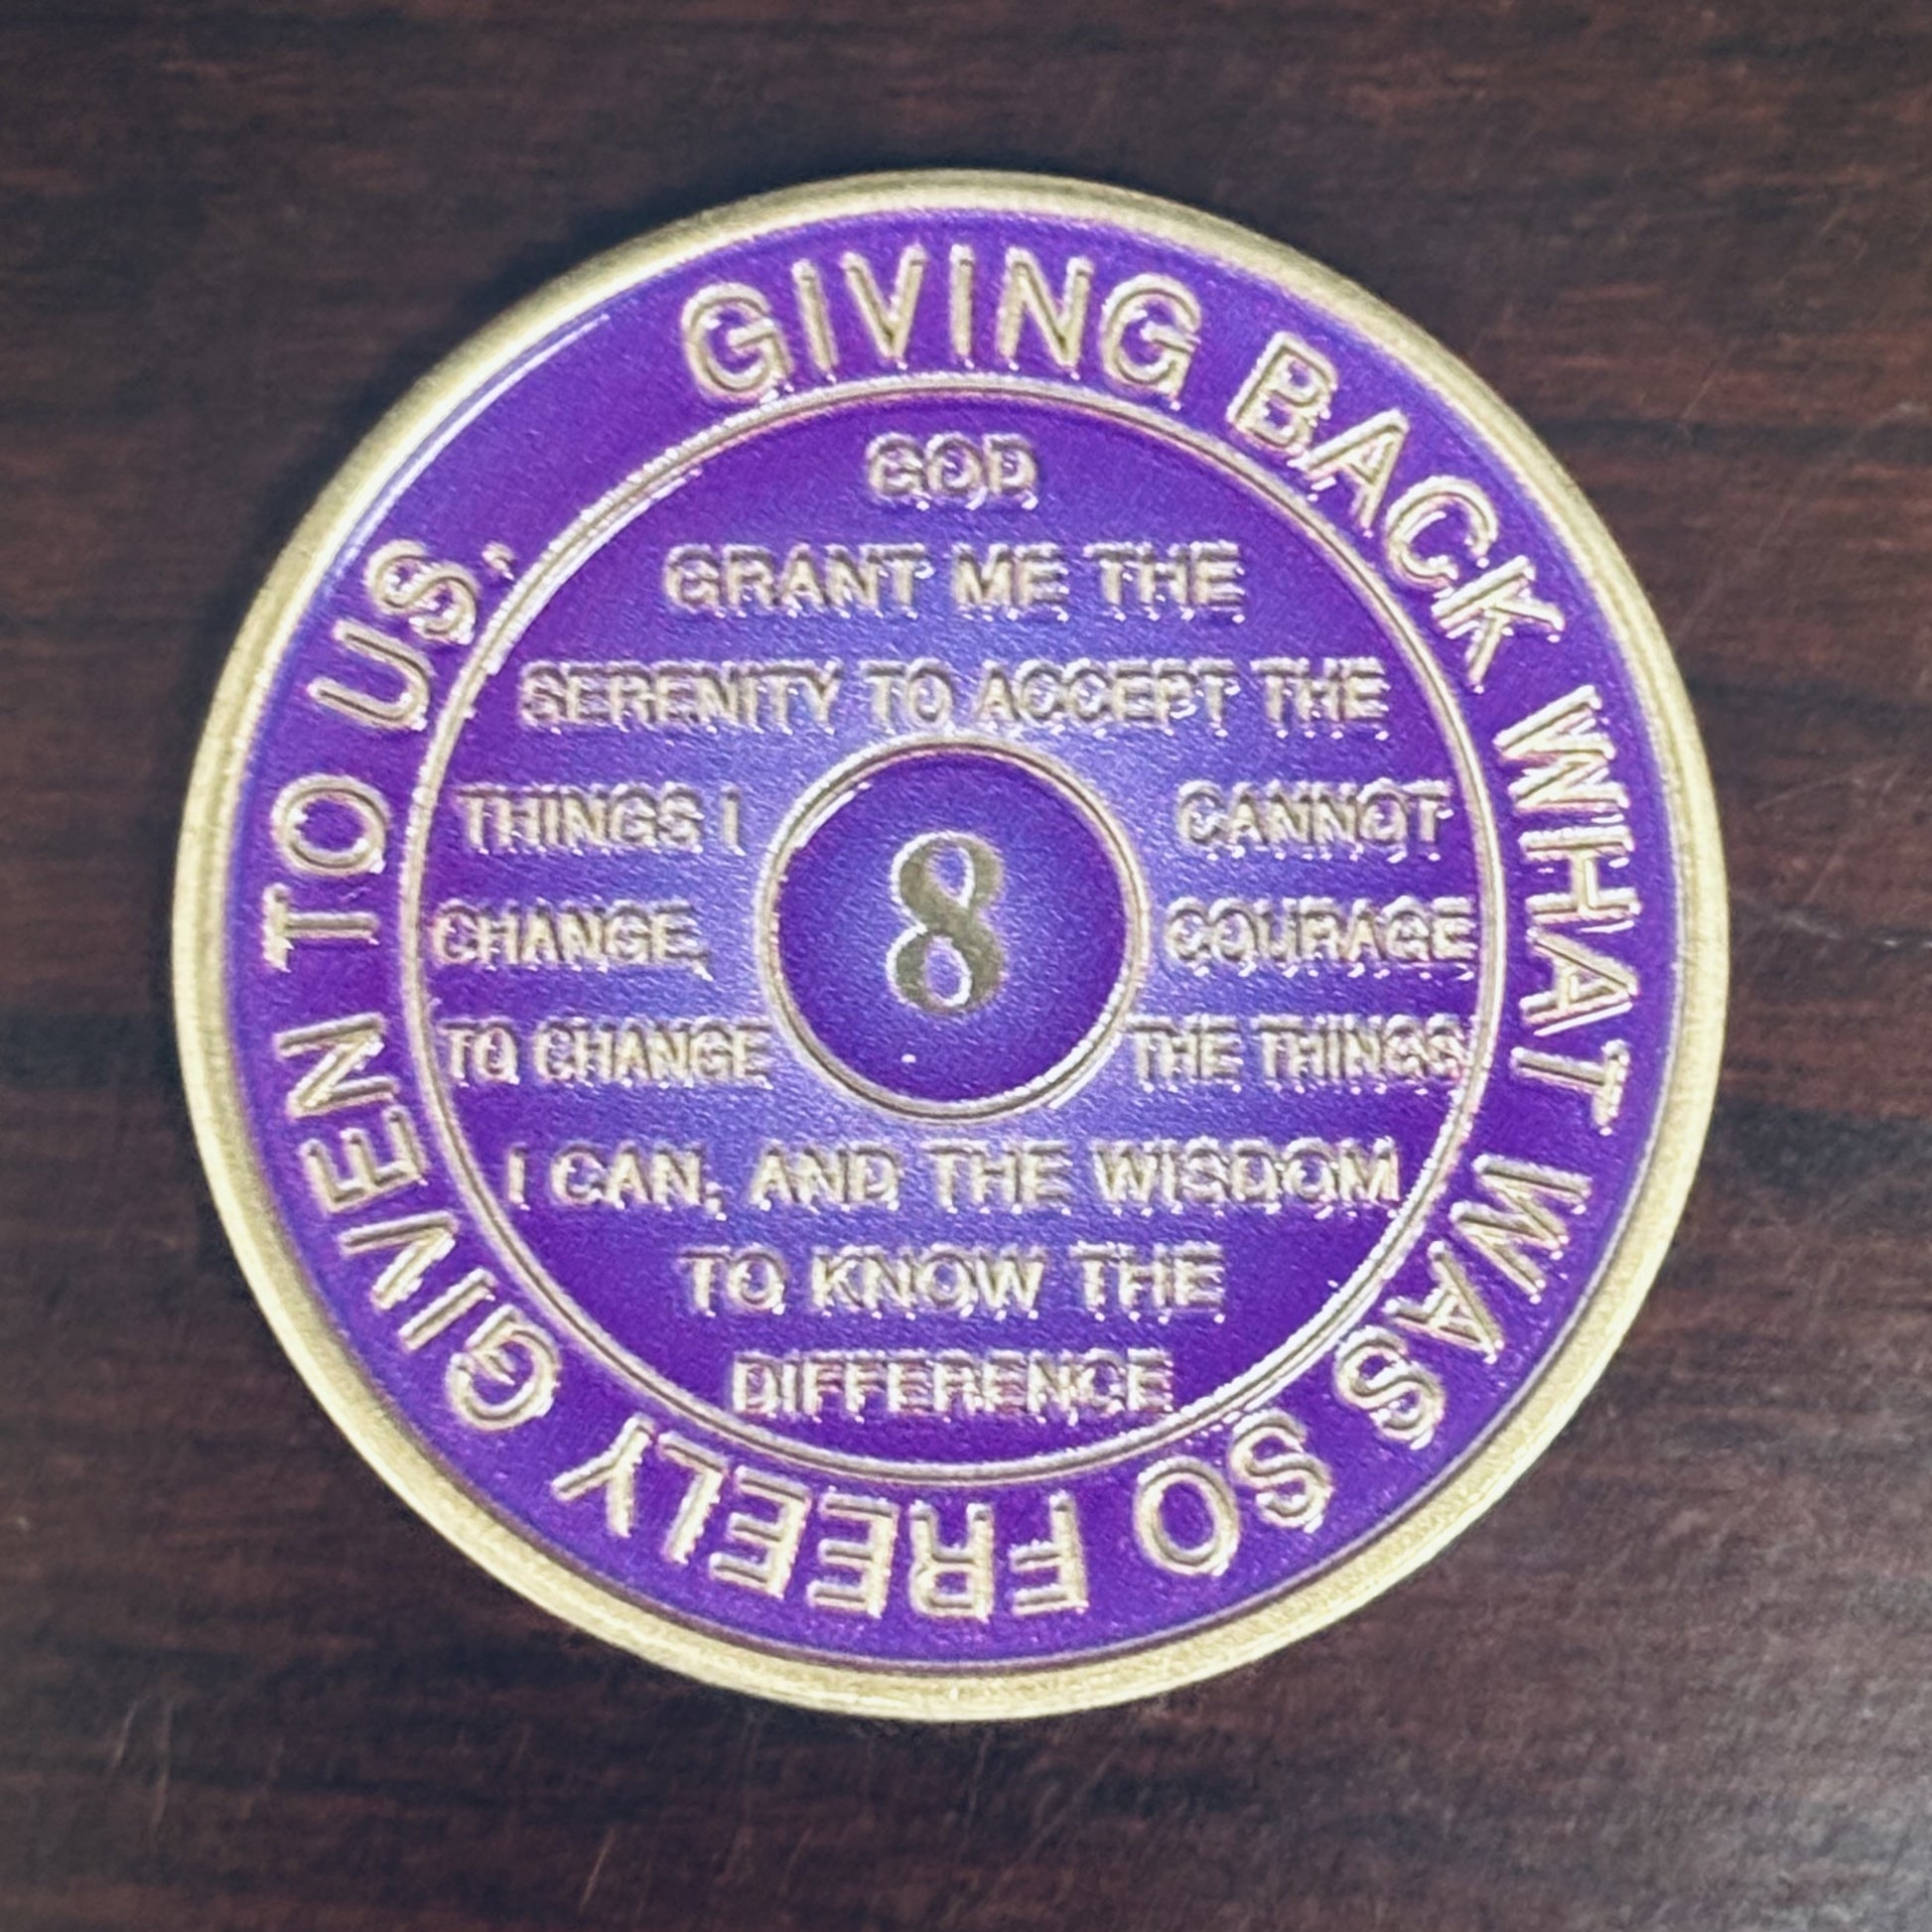 GIVING BACK WHAT WAS SO FREELY GIVEN TO US.
GOD
GRANT ME THE
SERENITY TO ACCEPT THE
THINGS I CANNOT
CHANGE, COURAGE
TO CHANGE THE THINGS
I CAN, AND THE WISDOM
TO KNOW THE
DIFFERENCE
8